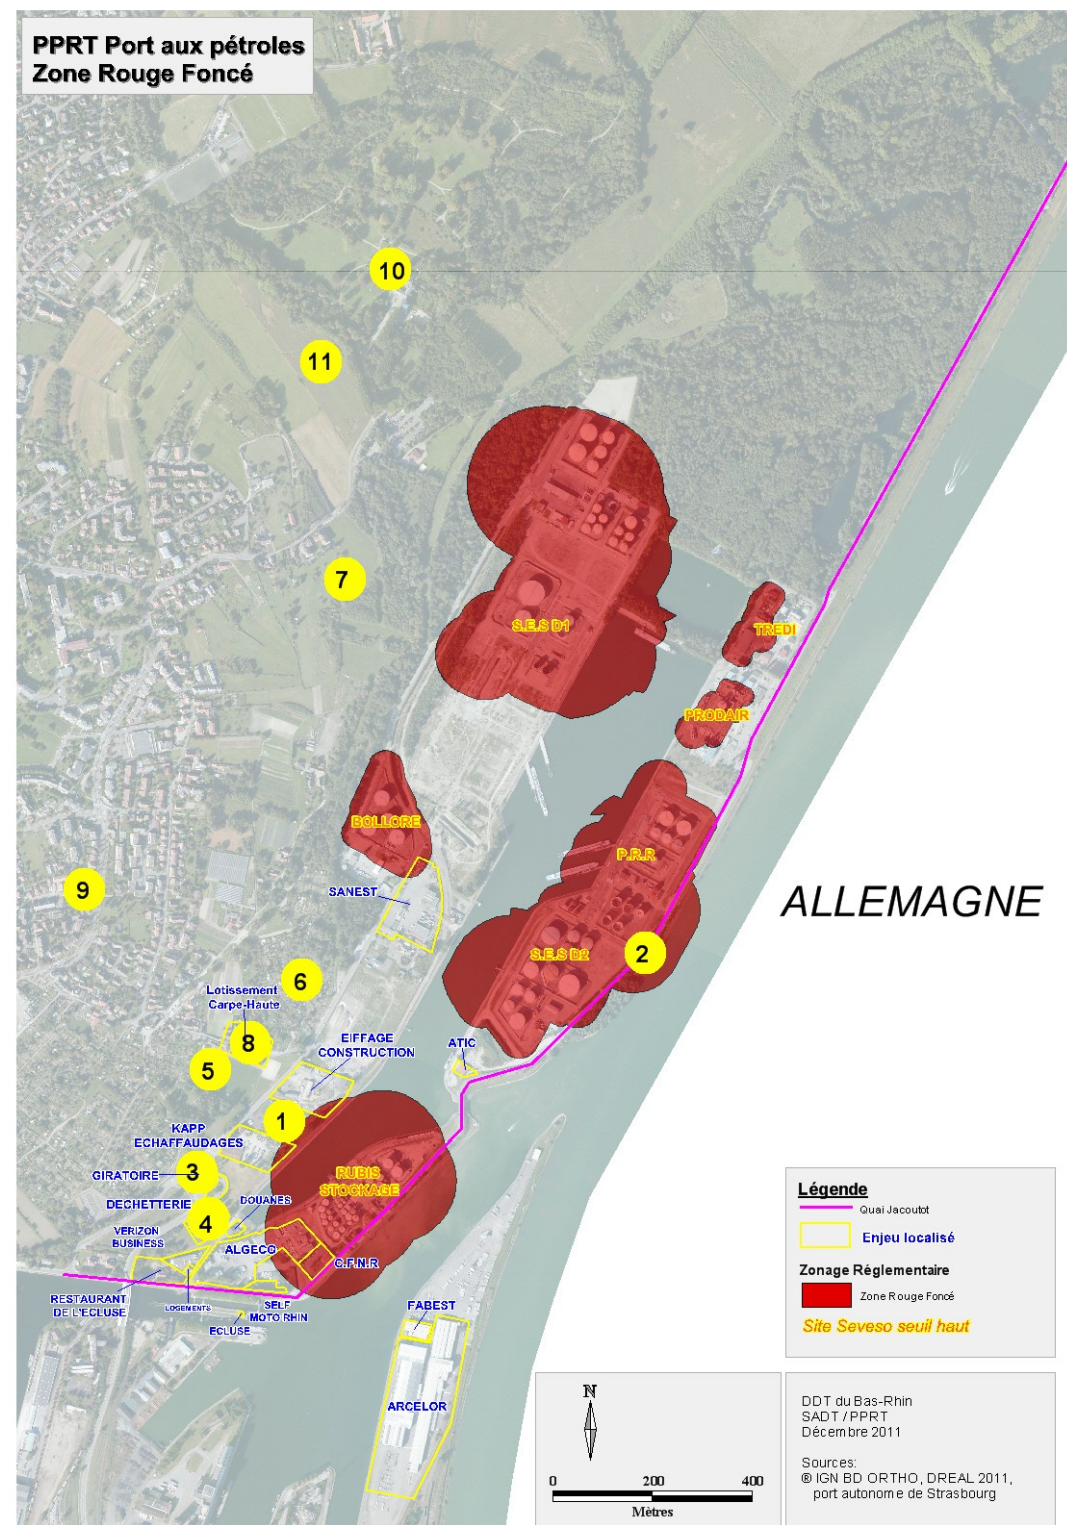 PPRT Port aux pétroles
Zone Rouge Foncé
10
11
7
S.E.S D1
TREDI
PRODAIR
BOLLORE
P.R.R
SANEST
9
ALLEMAGNE
S.E.S D2
2
6
Lotissement
Carpe-Haute
8
5
EIFFAGE
CONSTRUCTION
ATIC
1
KAPP
ECHAFFAUDAGES
GIRATOIRE
3
RUBIS
STOCKAGE
DECHETTERIE
4
DOUANES
VERIZON
BUSINESS
ALGECO
C.F.N.R
RESTAURANT
DE L'ECLUSE
LOGEMENTS
SELF
MOTO RHIN
ECLUSE
FABEST
ARCELOR
Légende
Quai Jacoutot
Enjeu localisé
Zonage Réglementaire
Zone Rouge Foncé
Site Seveso seuil haut
N
0 200 400
Mètres
DDT du Bas-Rhin
SADT / PPRT
Décembre 2011
Sources:
® IGN BD ORTHO, DREAL 2011,
port autonome de Strasbourg